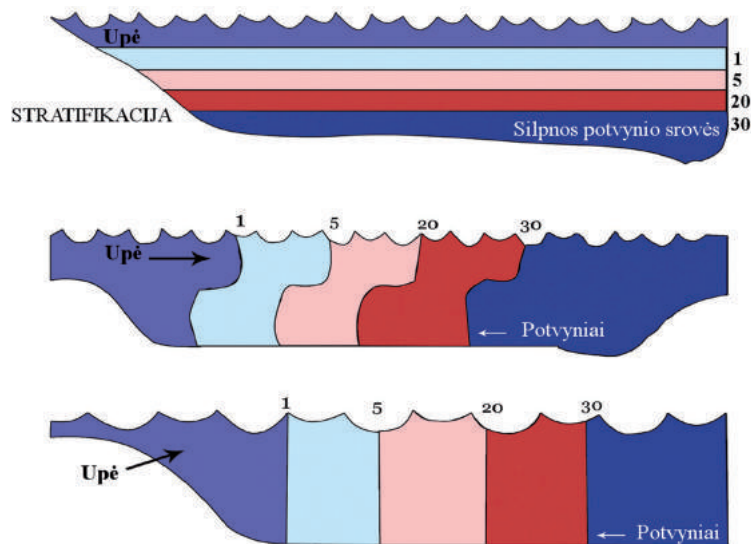 Upė
1
5
20
STRATIFIKACIJA
Silpnos potvynio srovės 30
1 5 20 30
Upė
Potvyniai
1 5 20 30
Upė
Potvyniai